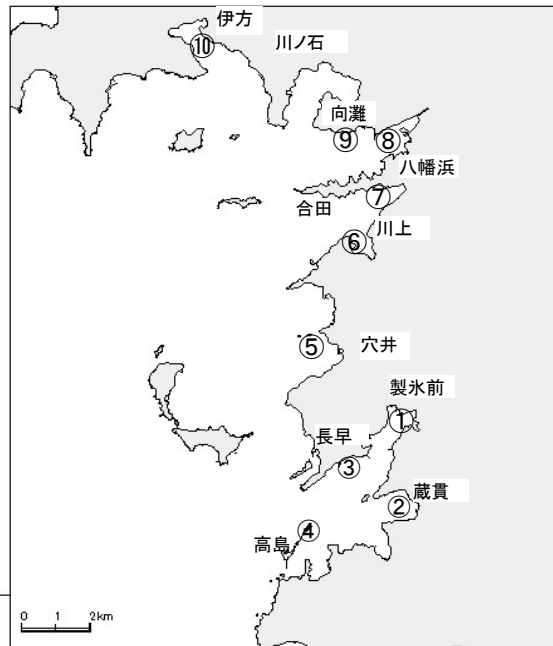 伊方
⑩
川ノ石
向灘
⑨
⑧
八幡浜
⑦
合田
川上
⑥
⑤
穴井
製氷前
①
長早
③
蔵貫
②
④
高島
0 1 2km